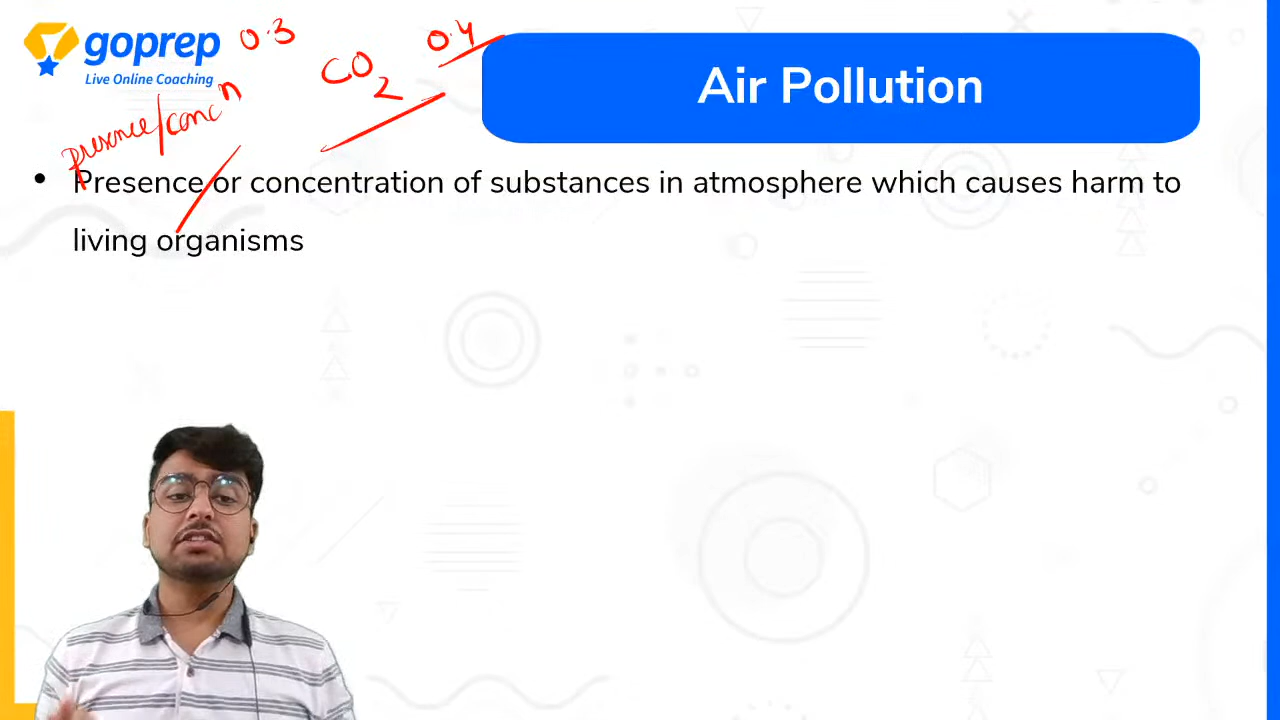 goprep
Live Online Coaching
0.3
CO2
0.4
presence/concn
Air Pollution
• Presence or concentration of substances in atmosphere which causes harm to
living organisms